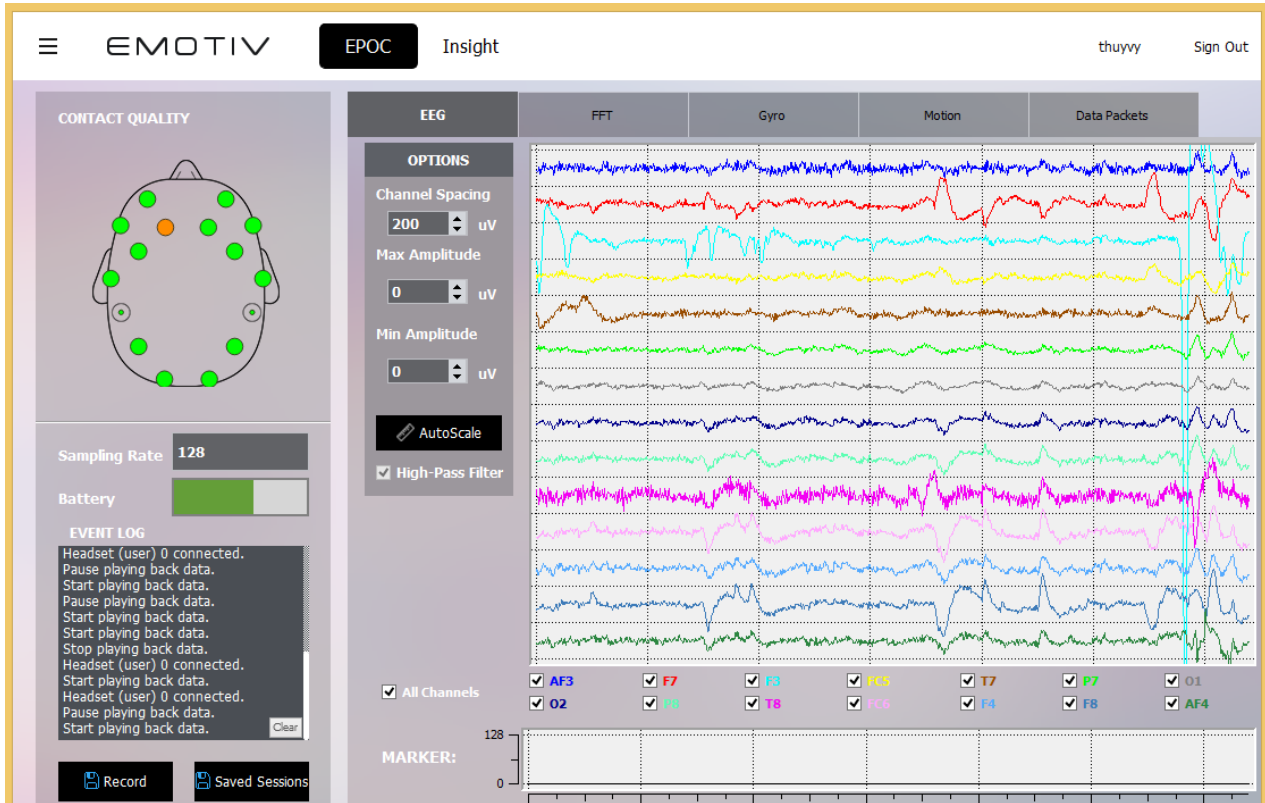 EMOTIV
EPOC
Insight
thuyvy
Sign Out
CONTACT QUALITY
EEG
FFT
Gyro
Motion
Data Packets
OPTIONS
Channel Spacing
200 uV
Max Amplitude
0 uV
Min Amplitude
0 uV
AutoScale
High-Pass Filter
Sampling Rate 128
Battery
EVENT LOG
Headset (user) 0 connected.
Pause playing back data.
Start playing back data.
Pause playing back data.
Start playing back data.
Start playing back data.
Stop playing back data.
Headset (user) 0 connected.
Start playing back data.
Headset (user) 0 connected.
Pause playing back data.
Start playing back data.
Clear
Record
Saved Sessions
All Channels
AF3 F7 F3 FC5 T7 P7 O1
O2 P8 T8 FC6 F4 F8 AF4
128
MARKER:
0